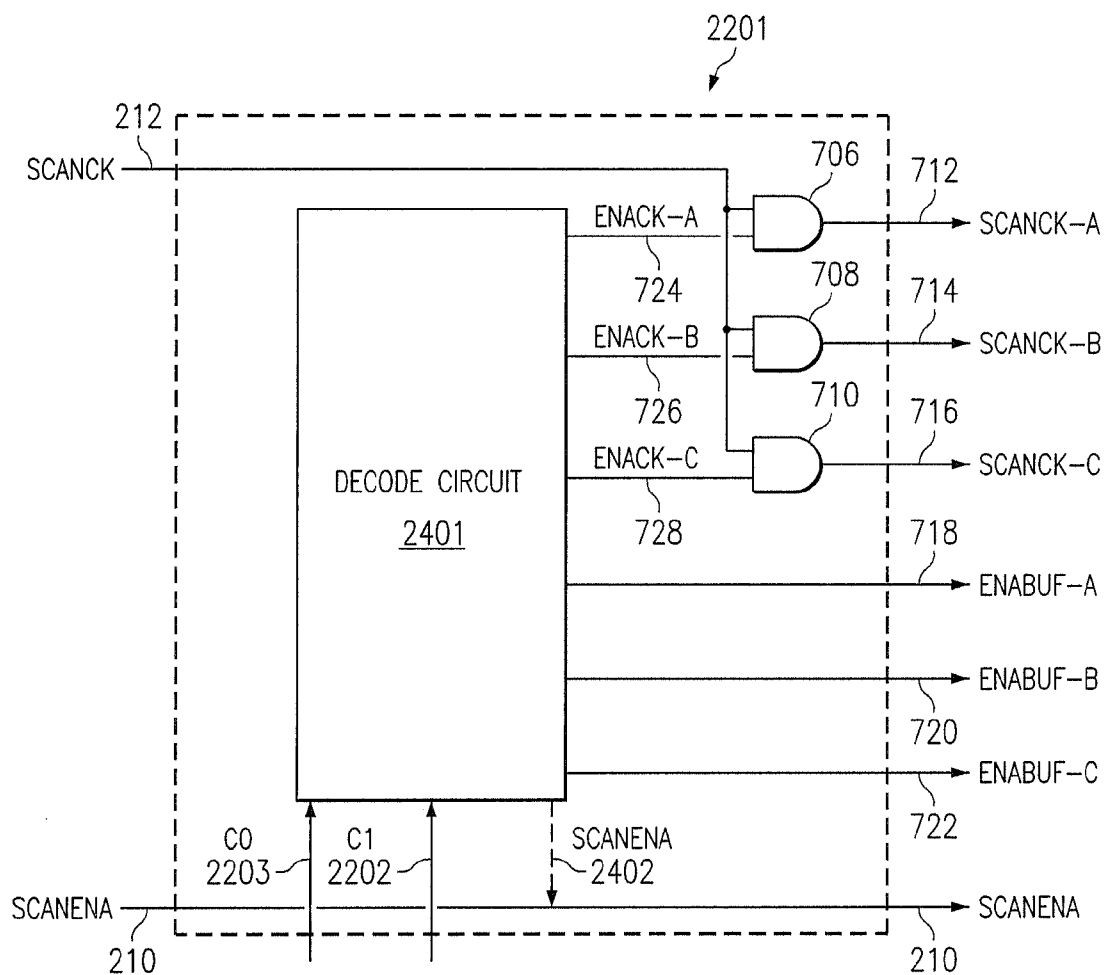 2201
212
SCANCK
706
712
ENACK-A
SCANCK-A
724
708
714
ENACK-B
SCANCK-B
726
710
716
ENACK-C
SCANCK-C
DECODE CIRCUIT
2401
728
718
ENABUF-A
ENABUF-B
720
ENABUF-C
722
C0
2203
C1
2202
SCANENA
2402
SCANENA
SCANENA
210
210